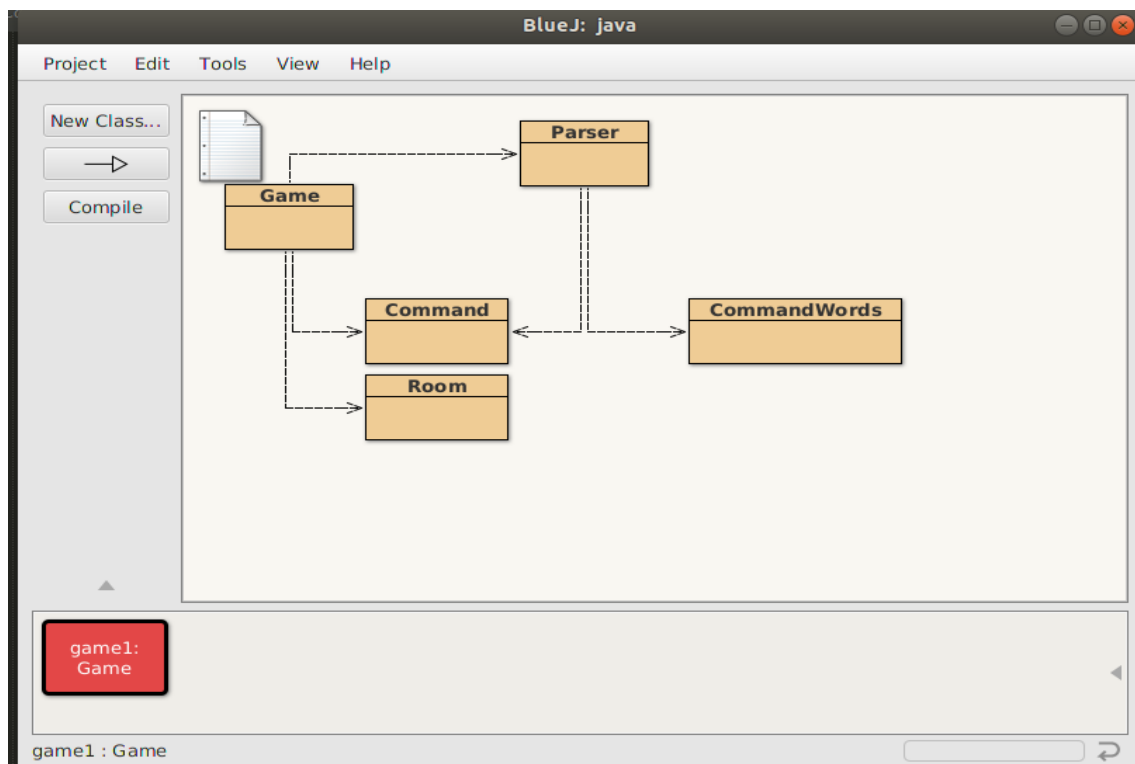 BlueJ: java
Project Edit Tools View Help
New Class...
Compile
Parser
Game
Command
CommandWords
Room
game1:
Game
game1 : Game